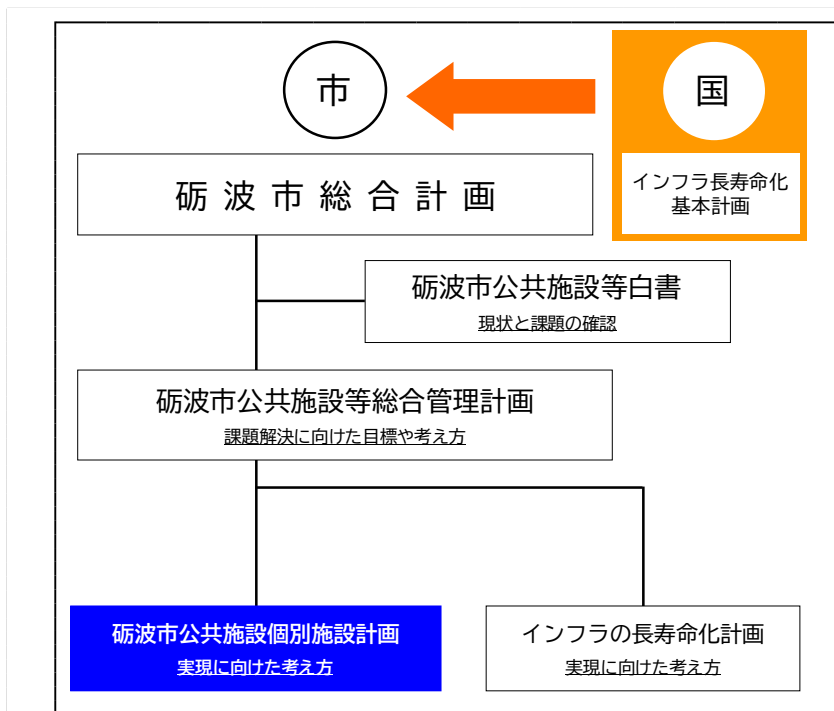 市
国
インフラ長寿命化
基本計画
砺波市総合計画
砺波市公共施設等白書
現状と課題の確認
砺波市公共施設等総合管理計画
課題解決に向けた目標や考え方
砺波市公共施設個別施設計画
実現に向けた考え方
インフラの長寿命化計画
実現に向けた考え方